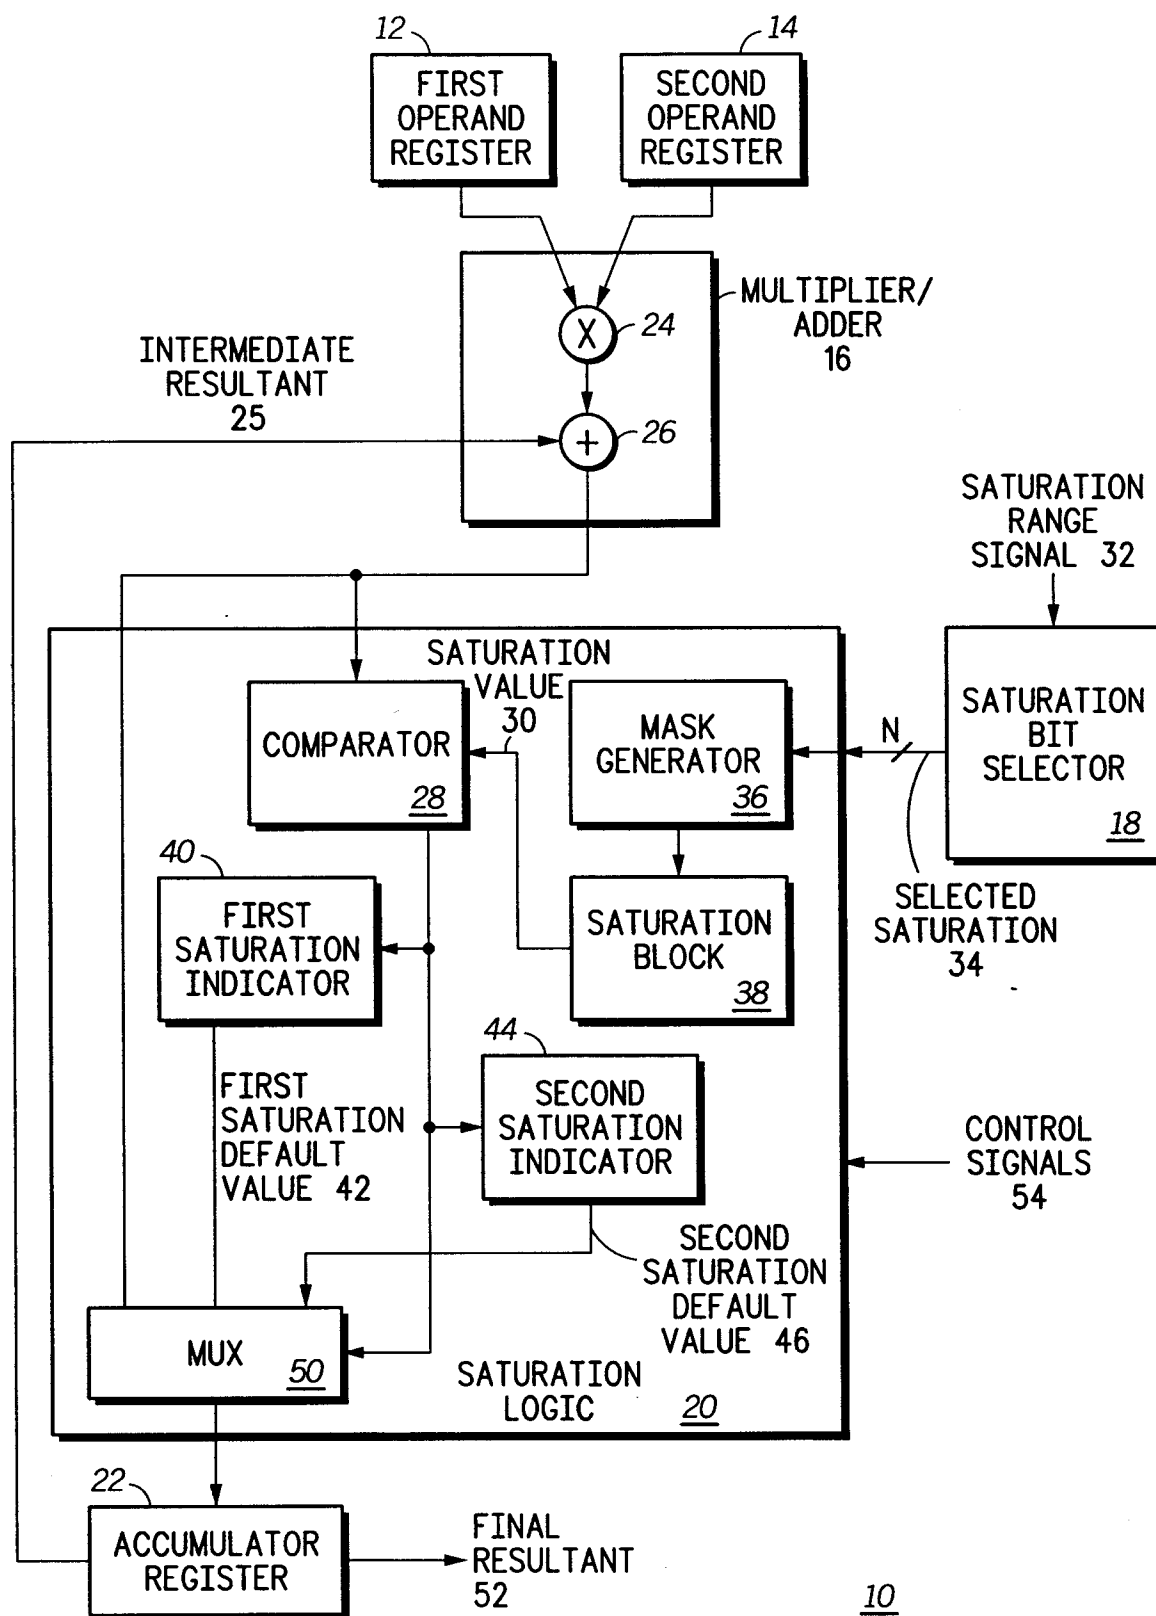 12
FIRST
OPERAND
REGISTER
14
SECOND
OPERAND
REGISTER
MULTIPLIER/
ADDER
16
X
24
INTERMEDIATE
RESULTANT
25
+
26
SATURATION
RANGE
SIGNAL 32
SATURATION
VALUE
30
COMPARATOR
28
MASK
GENERATOR
36
N
SATURATION
BIT
SELECTOR
18
40
FIRST
SATURATION
INDICATOR
SATURATION
BLOCK
38
SELECTED
SATURATION
34
44
SECOND
SATURATION
INDICATOR
FIRST
SATURATION
DEFAULT
VALUE 42
CONTROL
SIGNALS
54
SECOND
SATURATION
DEFAULT
VALUE 46
MUX
50
SATURATION
LOGIC
20
22
ACCUMULATOR
REGISTER
FINAL
RESULTANT
52
10